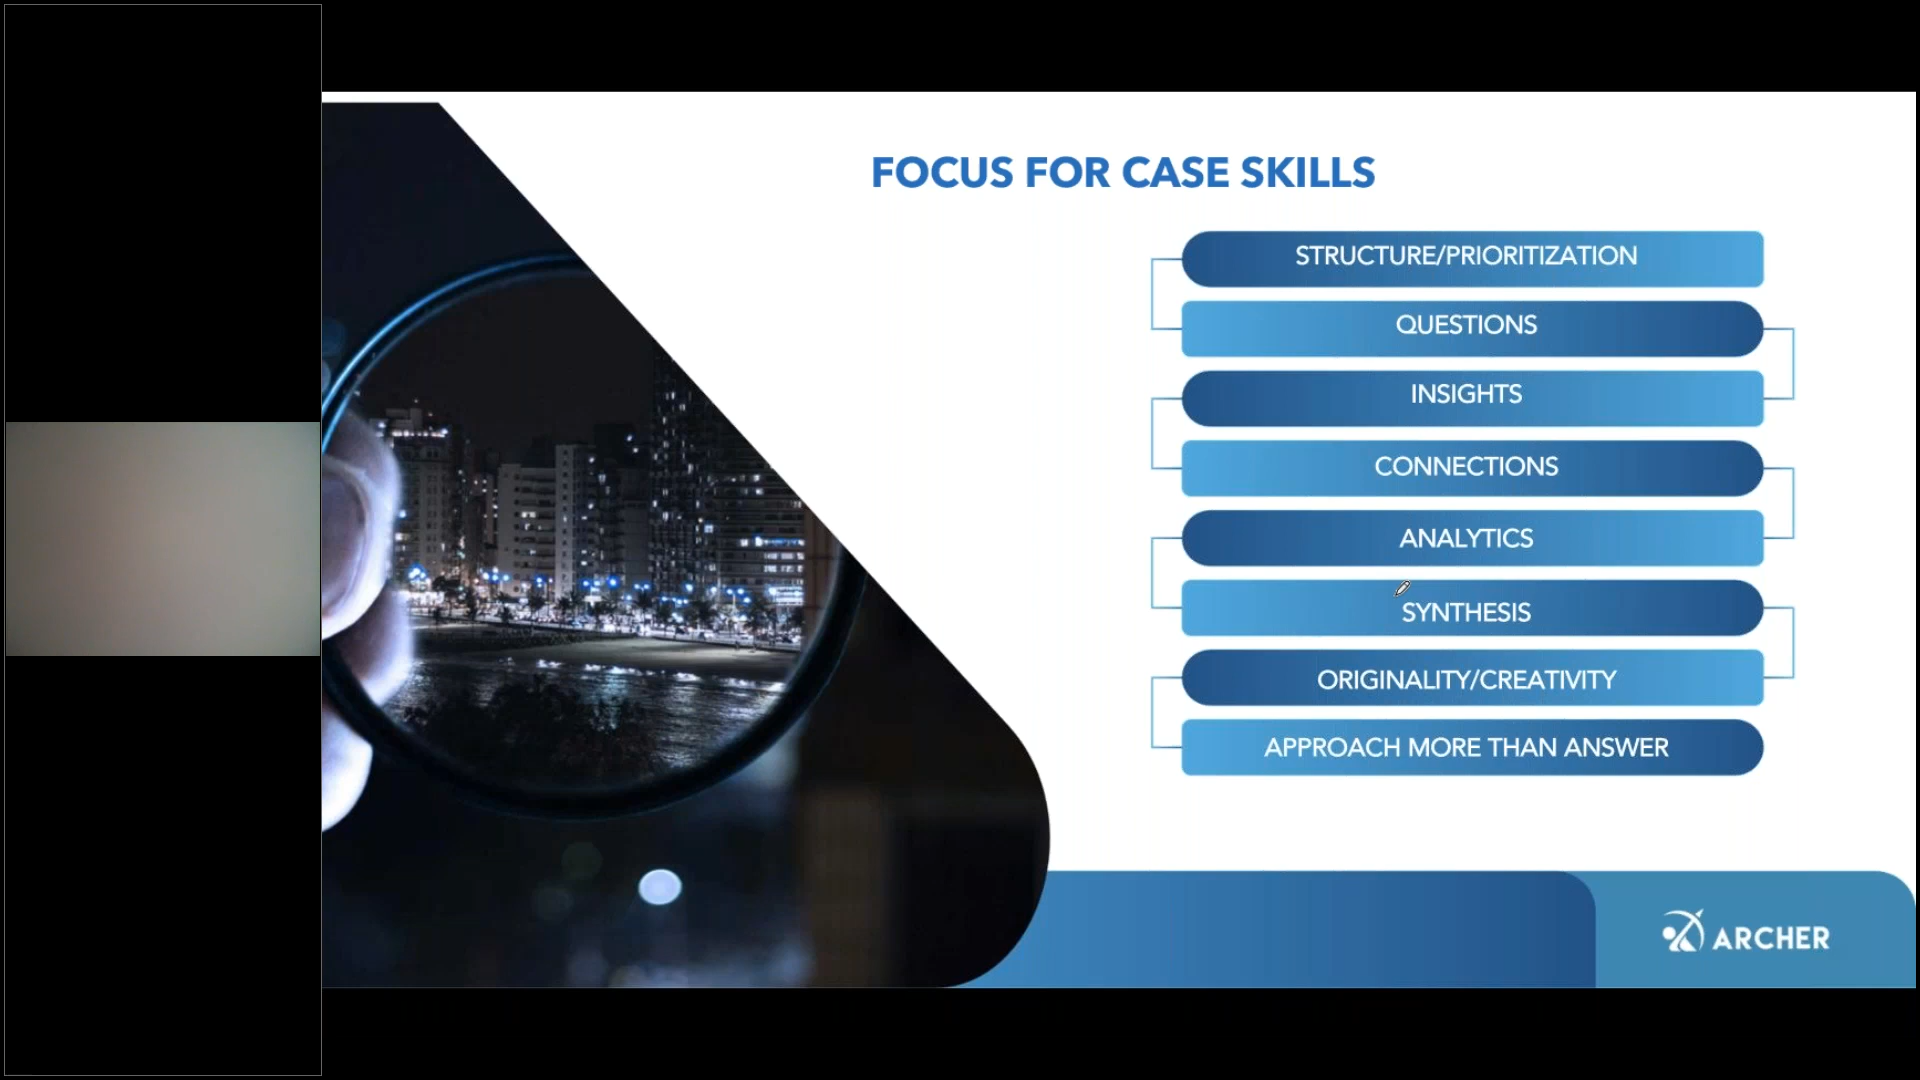 FOCUS FOR CASE SKILLS
STRUCTURE/PRIORITIZATION
QUESTIONS
INSIGHTS
CONNECTIONS
ANALYTICS
SYNTHESIS
ORIGINALITY/CREATIVITY
APPROACH MORE THAN ANSWER
ARCHER